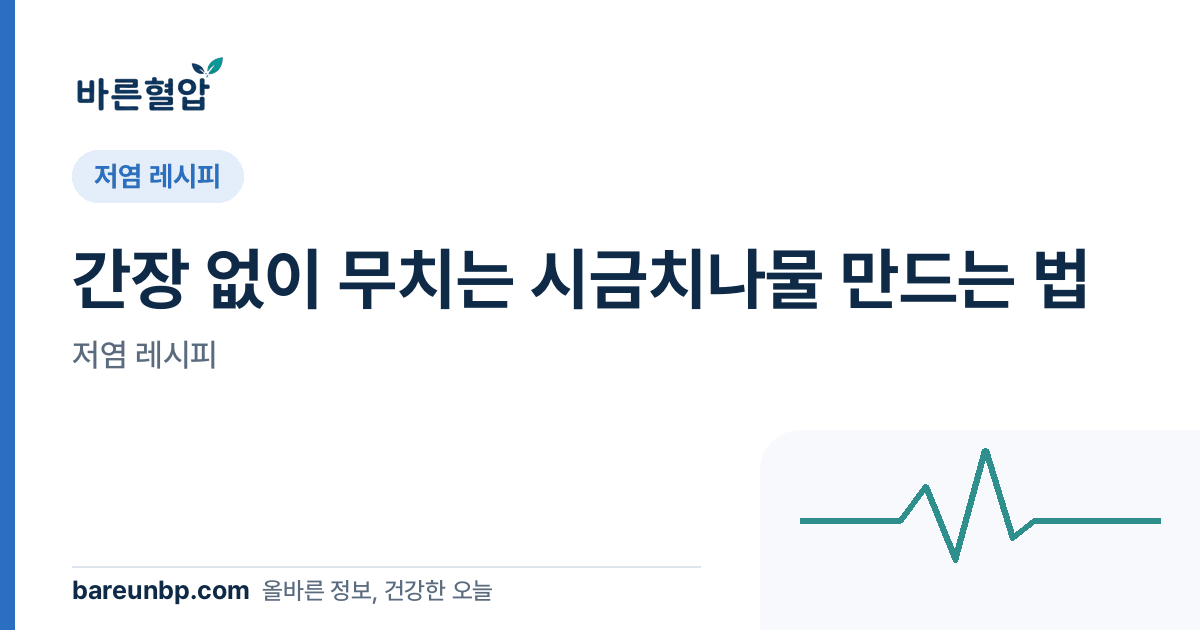 바른혈압
저염 레시피
간장 없이 무치는 시금치나물 만드는 법
저염 레시피
bareunbp.com 올바른 정보, 건강한 오늘